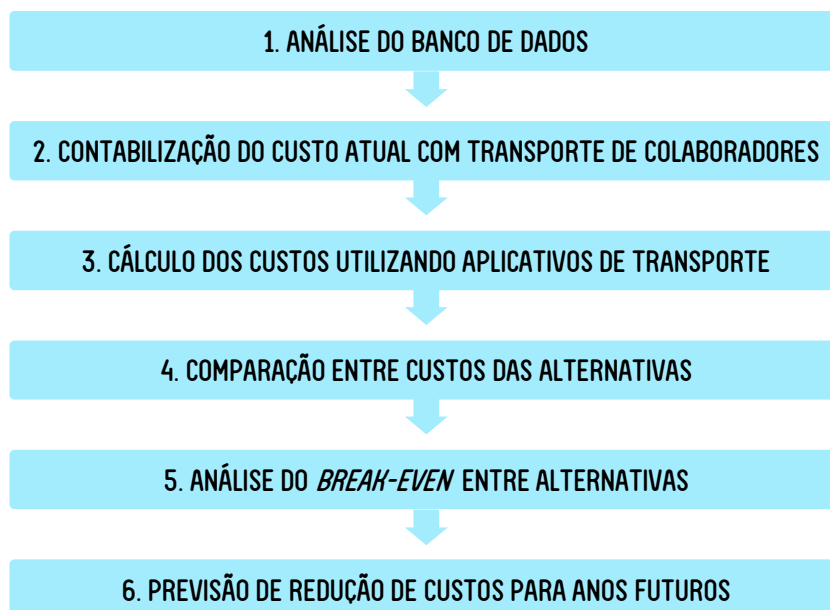 1. ANÁLISE DO BANCO DE DADOS
2. CONTABILIZAÇÃO DO CUSTO ATUAL COM TRANSPORTE DE COLABORADORES
3. CÁLCULO DOS CUSTOS UTILIZANDO APLICATIVOS DE TRANSPORTE
4. COMPARAÇÃO ENTRE CUSTOS DAS ALTERNATIVAS
5. ANÁLISE DO BREAK-EVEN ENTRE ALTERNATIVAS
6. PREVISÃO DE REDUÇÃO DE CUSTOS PARA ANOS FUTUROS